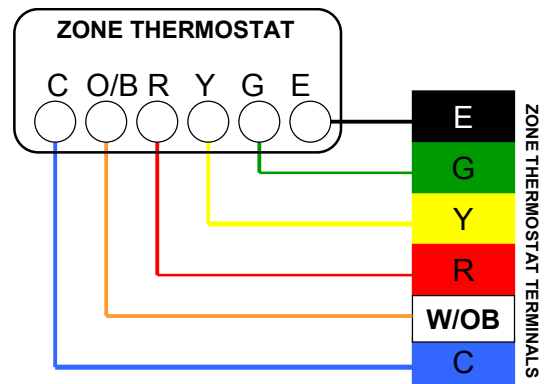 ZONE THERMOSTAT
C O/B R Y G E
E
G
Y
R
W/OB
C
ZONE THERMOSTAT TERMINALS